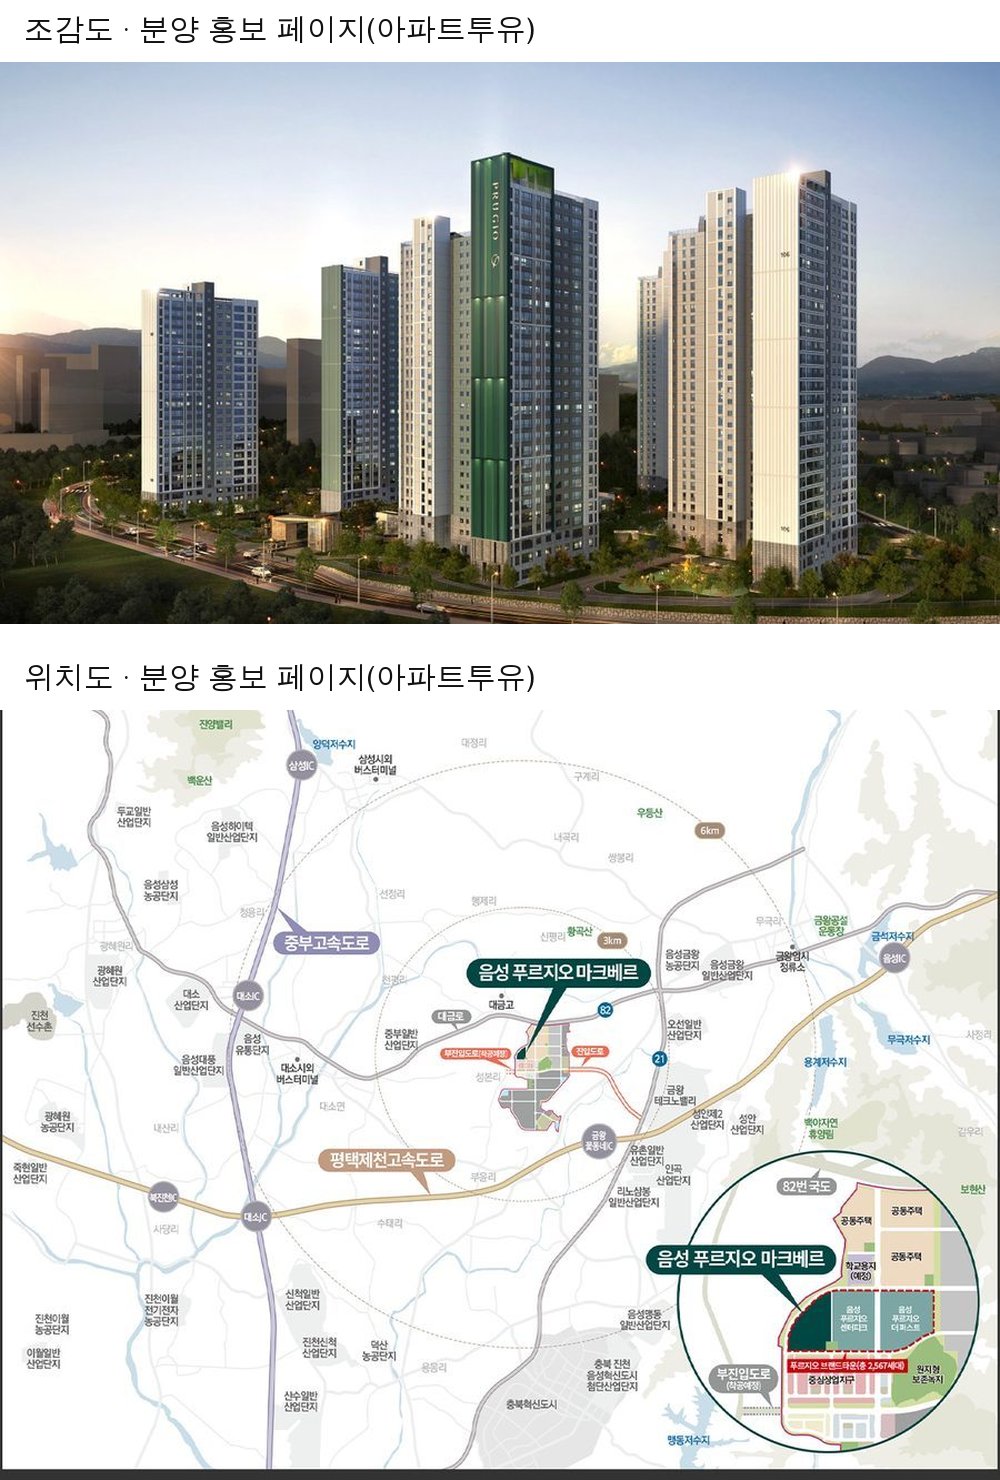 조감도 · 분양 홍보 페이지(아파트투유)
PRUGIO
106
106
위치도 · 분양 홍보 페이지(아파트투유)
진양밸리
양덕저수지
삼성IC
삼성시외
버스터미널
대정리
구계리
백운산
두교일반
산업단지
음성하이텍
일반산업단지
우등산
6km
내곡리
쌍봉리
음성삼성
농공단지
선정리
행제리
청용리
중부고속도로
신평리
황곡산
3km
무극리
금왕공설
운동장
금석저수지
광혜원리
광혜원
산업단지
천평리
음성 푸르지오 마크베르
음성금왕
농공단지
음성금왕
일반산업단지
금왕임시
정류소
음성IC
대소
산업단지
대소IC
대금고
82
대금로
진천
선수촌
음성
유통단지
중부일반
산업단지
오선일반
산업단지
무극저수지
사정리
음성대풍
일반산업단지
대소시외
버스터미널
부진입도로(착공예정)
진입도로
21
용계저수지
성본리
대소면
금왕
테크노밸리
광혜원
농공단지
내산리
성안제2
산업단지
성안
산업단지
백야자연
휴양림
금왕
꽃동네IC
유촌일반
산업단지
평택제천고속도로
죽현일반
산업단지
인곡
산업단지
부윤리
리노삼봉
일반산업단지
82번 국도
보현산
북진천IC
대소JC
사당리
수태리
공동주택
공동주택
공동주택
음성 푸르지오 마크베르
학교용지
(예정)
진천이월
전기전자
농공단지
신척일반
산업단지
진천이월
농공단지
이월일반
산업단지
진천신척
산업단지
덕산
농공단지
음성맹동
일반산업단지
음성
푸르지오
센터파크
음성
푸르지오
더 퍼스트
푸르지오 브랜드타운(총 2,567세대)
중심상업지구
원지형
보존녹지
용몽리
충북 진천
음성혁신도시
첨단산업단지
부진입도로
(착공예정)
산수일반
산업단지
충북혁신도시
맹동저수지